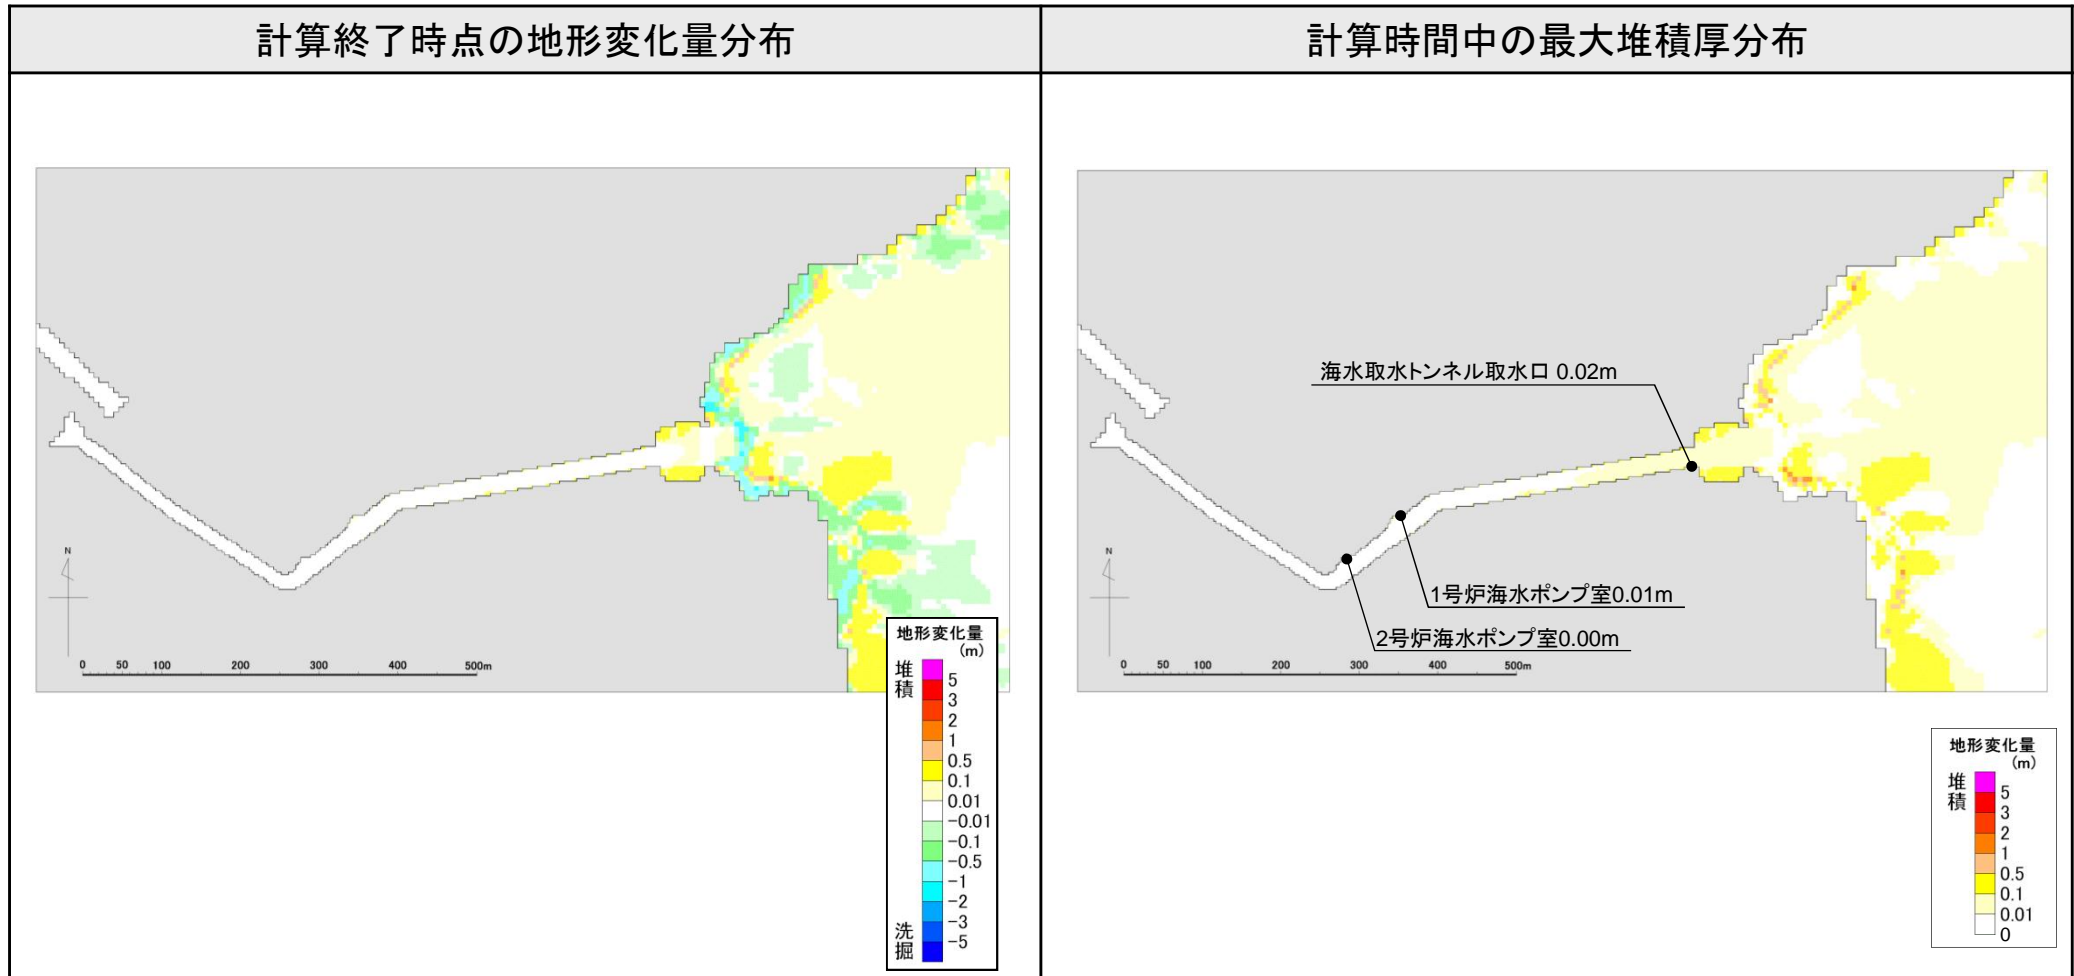 計算終了時点の地形変化量分布
計算時間中の最大堆積厚分布
N
0 50 100 200 300 400 500m
地形変化量
(m)
堆積
5
3
2
1
0.5
0.1
0.01
−0.01
−0.1
−0.5
−1
−2
−3
−5
洗掘
海水取水トンネル取水口 0.02m
1号炉海水ポンプ室0.01m
2号炉海水ポンプ室0.00m
N
0 50 100 200 300 400 500m
地形変化量
(m)
堆積
5
3
2
1
0.5
0.1
0.01
0